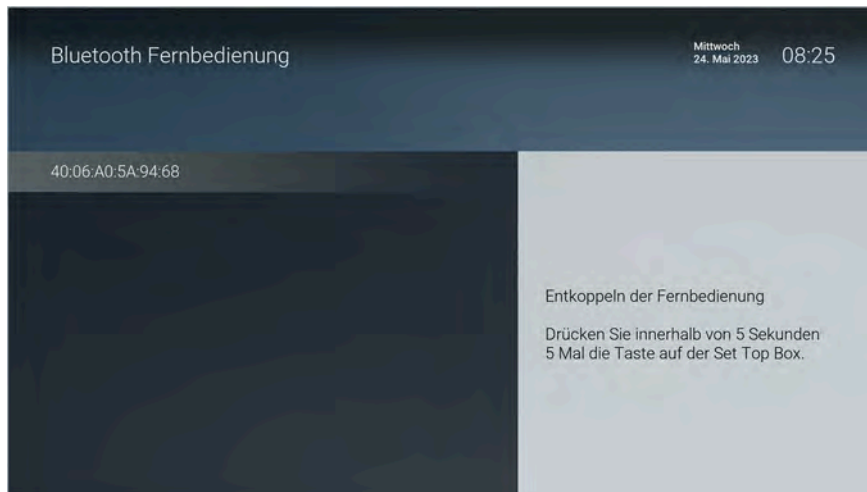 Bluetooth Fernbedienung
Mittwoch
24. Mai 2023
08:25
40:06:A0:5A:94:68
Entkoppeln der Fernbedienung
Drücken Sie innerhalb von 5 Sekunden
5 Mal die Taste auf der Set Top Box.